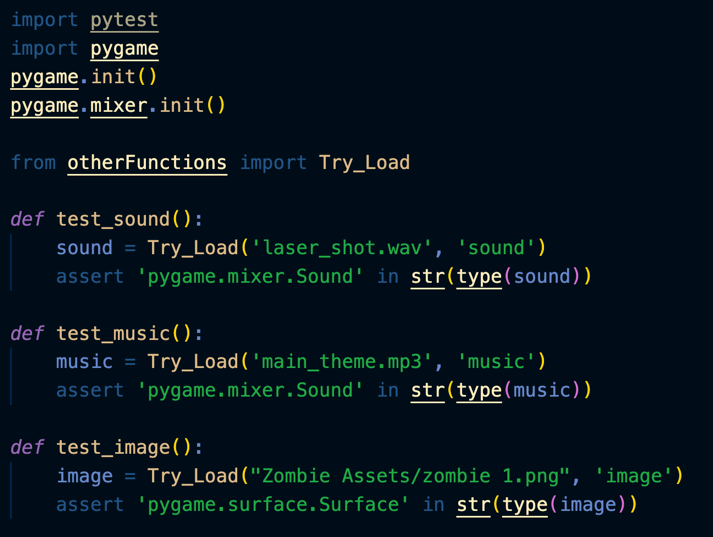 import pytest
import pygame
pygame.init()
pygame.mixer.init()
from otherFunctions import Try_Load
def test_sound():
    sound = Try_Load('laser_shot.wav', 'sound')
    assert 'pygame.mixer.Sound' in str(type(sound))
def test_music():
    music = Try_Load('main_theme.mp3', 'music')
    assert 'pygame.mixer.Sound' in str(type(music))
def test_image():
    image = Try_Load("Zombie Assets/zombie 1.png", 'image')
    assert 'pygame.surface.Surface' in str(type(image))